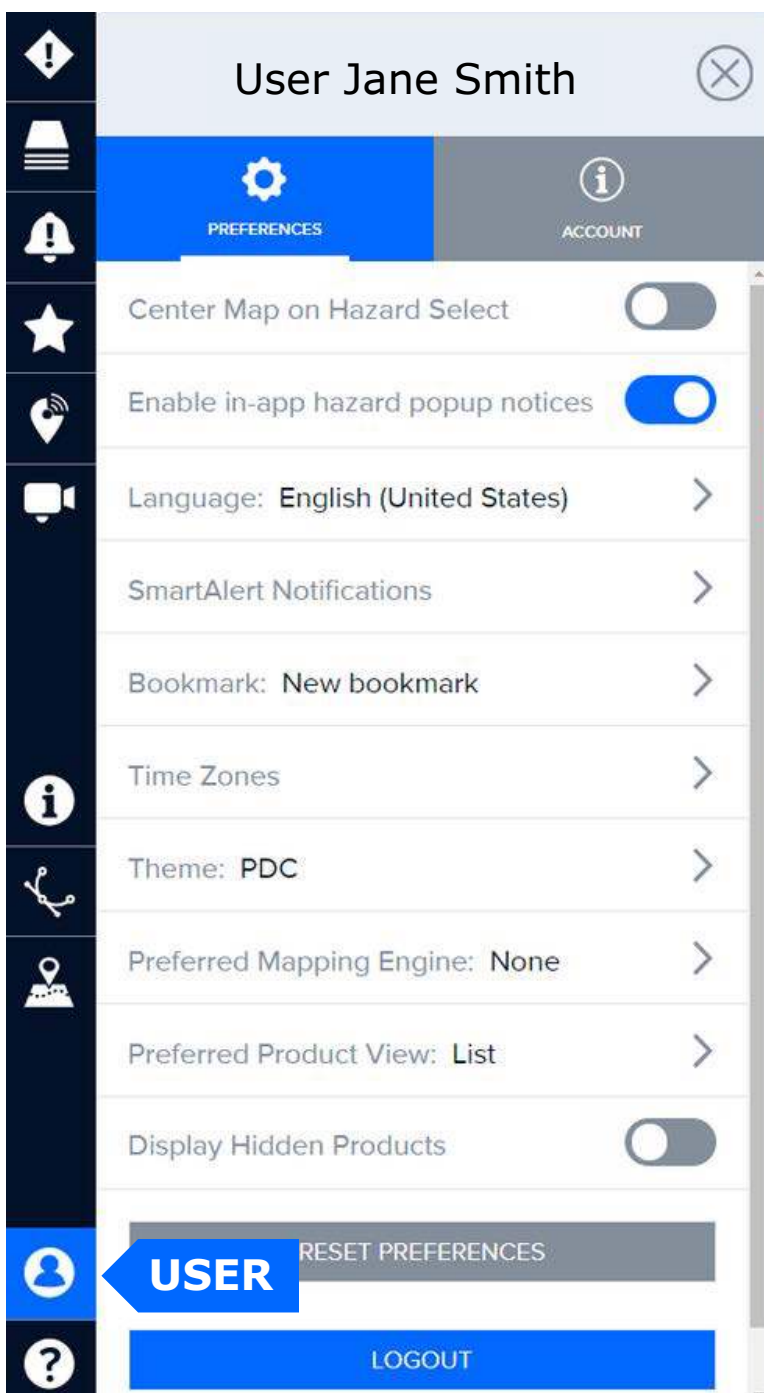 User Jane Smith
PREFERENCES
ACCOUNT
Center Map on Hazard Select
Enable in-app hazard popup notices
Language: English (United States)
SmartAlert Notifications
Bookmark: New bookmark
Time Zones
Theme: PDC
Preferred Mapping Engine: None
Preferred Product View: List
Display Hidden Products
RESET PREFERENCES
USER
LOGOUT